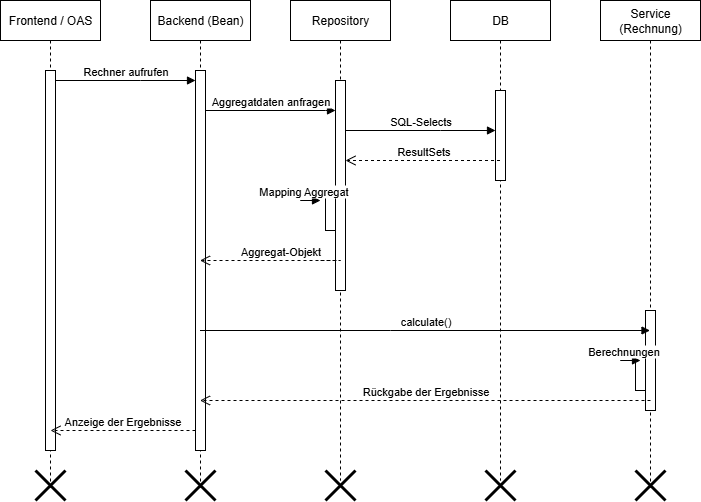 Frontend / OAS
Backend (Bean)
Repository
DB
Service
(Rechnung)
Rechner aufrufen
Aggregatdaten anfragen
SQL-Selects
ResultSets
Mapping Aggregat
Aggregat-Objekt
calculate()
Berechnungen
Rückgabe der Ergebnisse
Anzeige der Ergebnisse